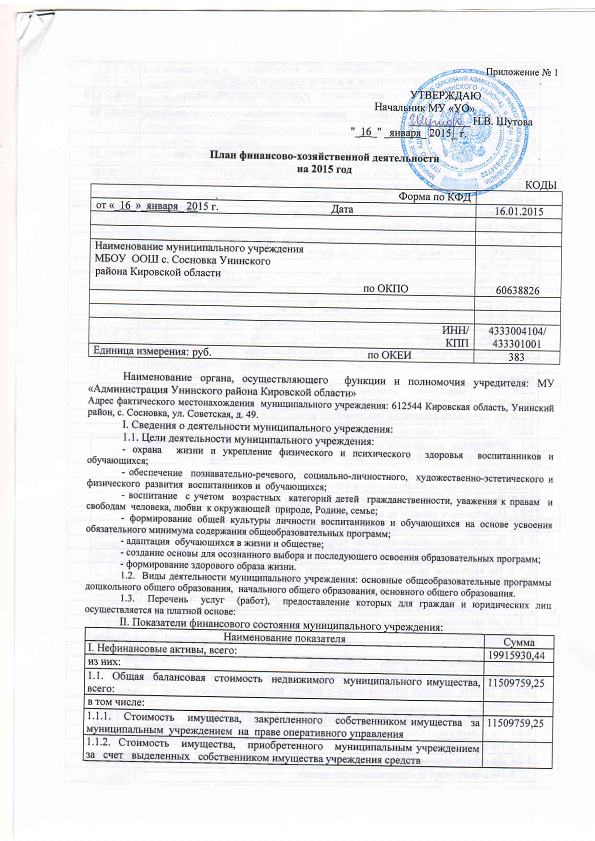 Приложение № 1
УТВЕРЖДАЮ
Начальник МУ «УО»
Н.В. Шутова
"_16_" _января_ 2015_ г.
План финансово-хозяйственной деятельности
на 2015 год
КОДЫ
Форма по КФД
от «_16_»_января_ 2015 г. Дата 16.01.2015
Наименование муниципального учреждения
МБОУ ООШ с. Сосновка Унинского
района Кировской области
по ОКПО 60638826
ИНН/ 4333004104/
КПП 433301001
Единица измерения: руб. по ОКЕИ 383
Наименование органа, осуществляющего функции и полномочия учредителя: МУ
«Администрация Унинского района Кировской области»
Адрес фактического местонахождения муниципального учреждения: 612544 Кировская область, Унинский
район, с. Сосновка, ул. Советская, д. 49.
I. Сведения о деятельности муниципального учреждения:
1.1. Цели деятельности муниципального учреждения:
- охрана жизни и укрепление физического и психического здоровья воспитанников и
обучающихся;
- обеспечение познавательно-речевого, социально-личностного, художественно-эстетического и
физического развития воспитанников и обучающихся;
- воспитание с учетом возрастных категорий детей гражданственности, уважения к правам и
свободам человека, любви к окружающей природе, Родине, семье;
- формирование общей культуры личности воспитанников и обучающихся на основе усвоения
обязательного минимума содержания общеобразовательных программ;
- адаптация обучающихся в жизни и обществе;
- создание основы для осознанного выбора и последующего освоения образовательных программ;
- формирование здорового образа жизни.
1.2. Виды деятельности муниципального учреждения: основные общеобразовательные программы
дошкольного общего образования, начального общего образования, основного общего образования.
1.3. Перечень услуг (работ), предоставление которых для граждан и юридических лиц
осуществляется на платной основе:
II. Показатели финансового состояния муниципального учреждения:
Наименование показателя Сумма
I. Нефинансовые активы, всего: 19915930,44
из них:
1.1. Общая балансовая стоимость недвижимого муниципального имущества, 11509759,25
всего:
в том числе:
1.1.1. Стоимость имущества, закрепленного собственником имущества за 11509759,25
муниципальным учреждением на праве оперативного управления
1.1.2. Стоимость имущества, приобретенного муниципальным учреждением
за счет выделенных собственником имущества учреждения средств